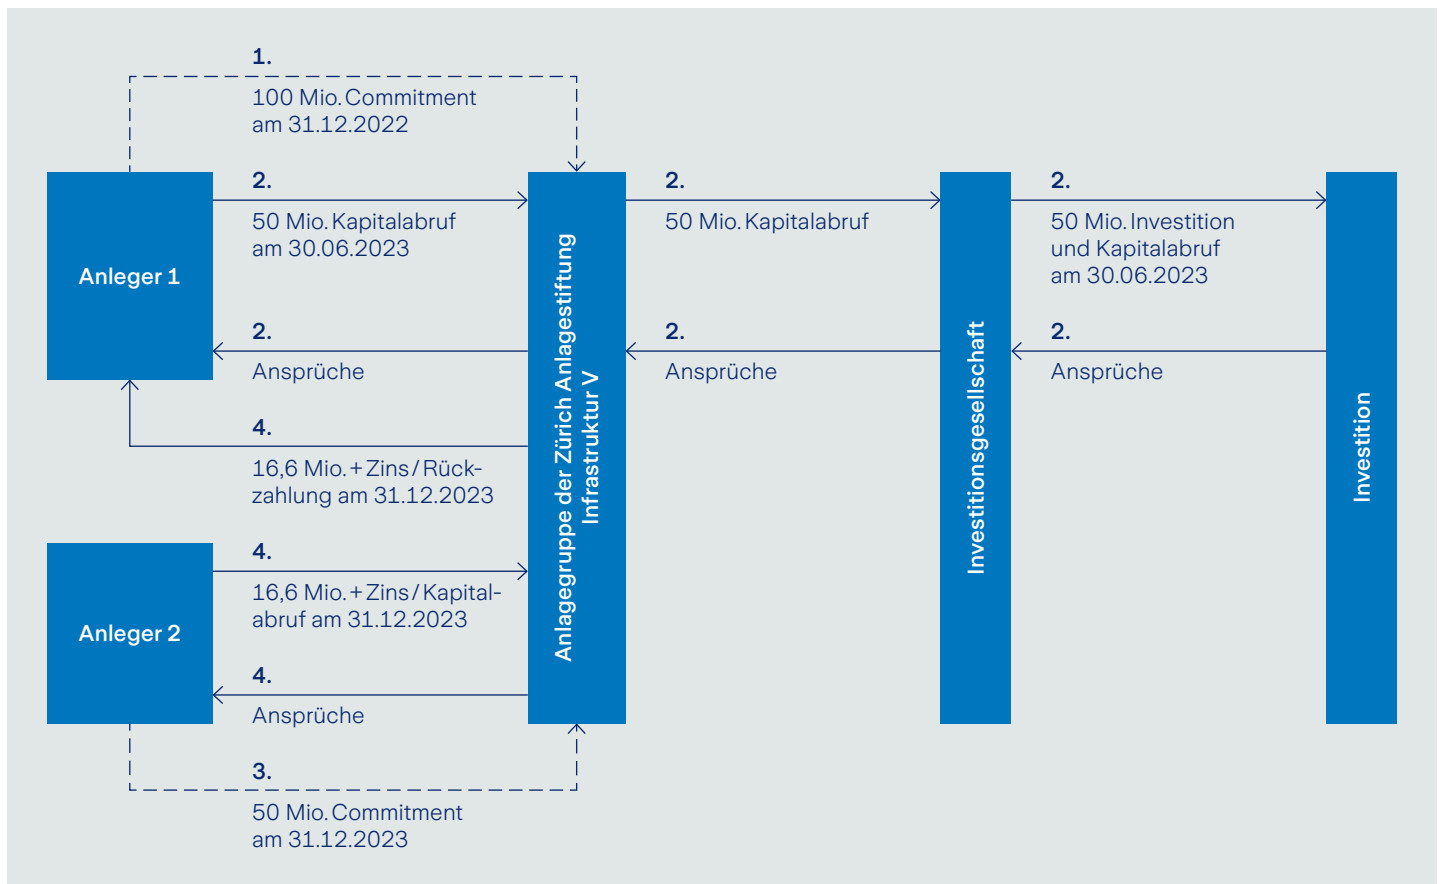 1.
100 Mio. Commitment
am 31.12.2022
Anleger 1
2.
50 Mio. Kapitalabruf
am 30.06.2023
2.
Ansprüche
4.
16,6 Mio. + Zins / Rück-
zahlung am 31.12.2023
Anleger 2
4.
16,6 Mio. + Zins / Kapital-
abruf am 31.12.2023
4.
Ansprüche
3.
50 Mio. Commitment
am 31.12.2023
Anlagegruppe der Zürich Anlagestiftung
Infrastruktur V
2.
50 Mio. Kapitalabruf
2.
Ansprüche
Investitionsgesellschaft
2.
50 Mio. Investition
und Kapitalabruf
am 30.06.2023
2.
Ansprüche
Investition